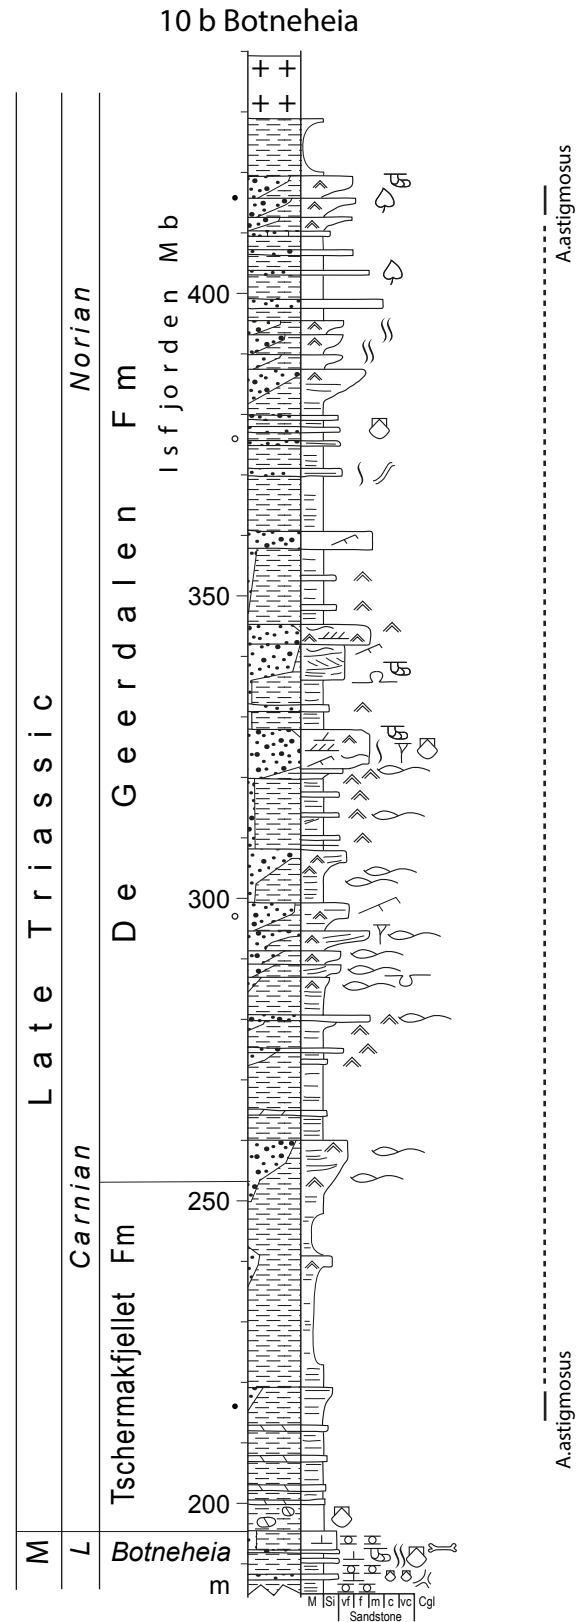 10 b Botneheia
A.astigmosus
Norian
Isfjorden Mb
De Geerdalen Fm
Late Triassic
400
350
300
250
Carnian
Tschermakfjellet Fm
A.astigmosus
200
M
L
Botneheia
m
M Si vf f m c vc Cgl
Sandstone